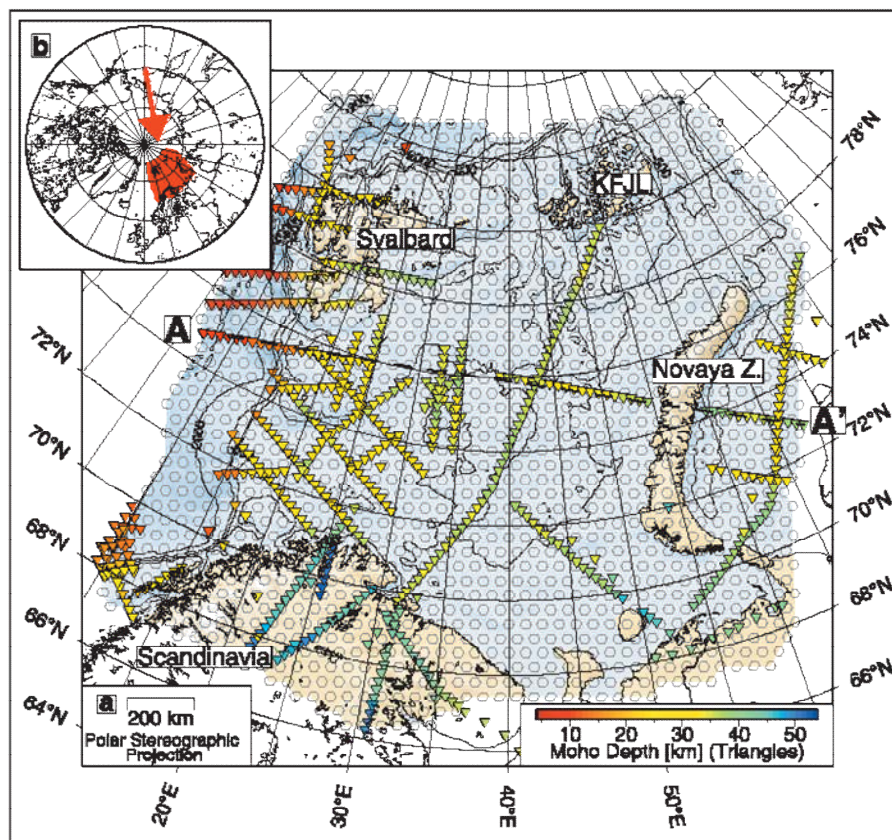 b
78°N
KFJL
Svalbard
76°N
72°N
A
74°N
Novaya Z.
70°N
A'
72°N
68°N
70°N
66°N
68°N
Scandinavia
64°N
66°N
a
200 km
Polar Stereographic
Projection
10 20 30 40 50
Moho Depth [km] (Triangles)
20°E
30°E
40°E
50°E